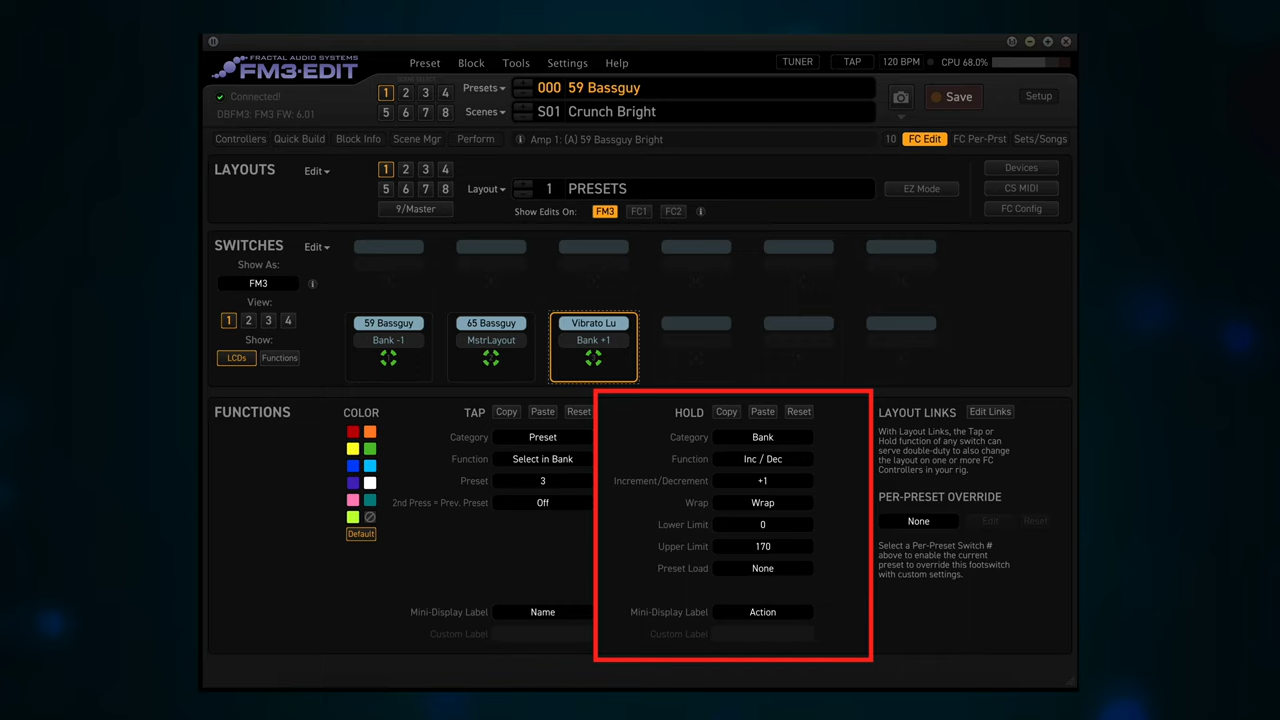 FRACTAL AUDIO SYSTEMS
FM3-EDIT
Preset Block Tools Settings Help
TUNER TAP 120 BPM CPU 68.0%
SCENE SELECT
Connected!
DBFM3: FM3 FW: 6.01
1 2 3 4
5 6 7 8
Presets 000 59 Bassguy
Scenes S01 Crunch Bright
Save Setup
Controllers Quick Build Block Info Scene Mgr Perform
Amp 1: (A) 59 Bassguy Bright
10 FC Edit FC Per-Prst Sets/Songs
LAYOUTS Edit
1 2 3 4
5 6 7 8
9/Master
Layout 1 PRESETS
EZ Mode
Show Edits On: FM3 FC1 FC2
Devices
CS MIDI
FC Config
SWITCHES Edit
Show As:
FM3
View:
1 2 3 4
Show:
LCDs Functions
59 Bassguy
Bank -1
65 Bassguy
MstrLayout
Vibrato Lu
Bank +1
FUNCTIONS
COLOR
Default
TAP Copy Paste Reset
Category Preset
Function Select in Bank
Preset 3
2nd Press = Prev. Preset Off
Mini-Display Label Name
Custom Label
HOLD Copy Paste Reset
Category Bank
Function Inc / Dec
Increment/Decrement +1
Wrap Wrap
Lower Limit 0
Upper Limit 170
Preset Load None
Mini-Display Label Action
Custom Label
LAYOUT LINKS Edit Links
With Layout Links, the Tap or
Hold function of any switch can
serve double-duty to also change
the layout on one or more FC
Controllers in your rig.
PER-PRESET OVERRIDE
None Edit Reset
Select a Per-Preset Switch #
above to enable the current
preset to override this footswitch
with custom settings.